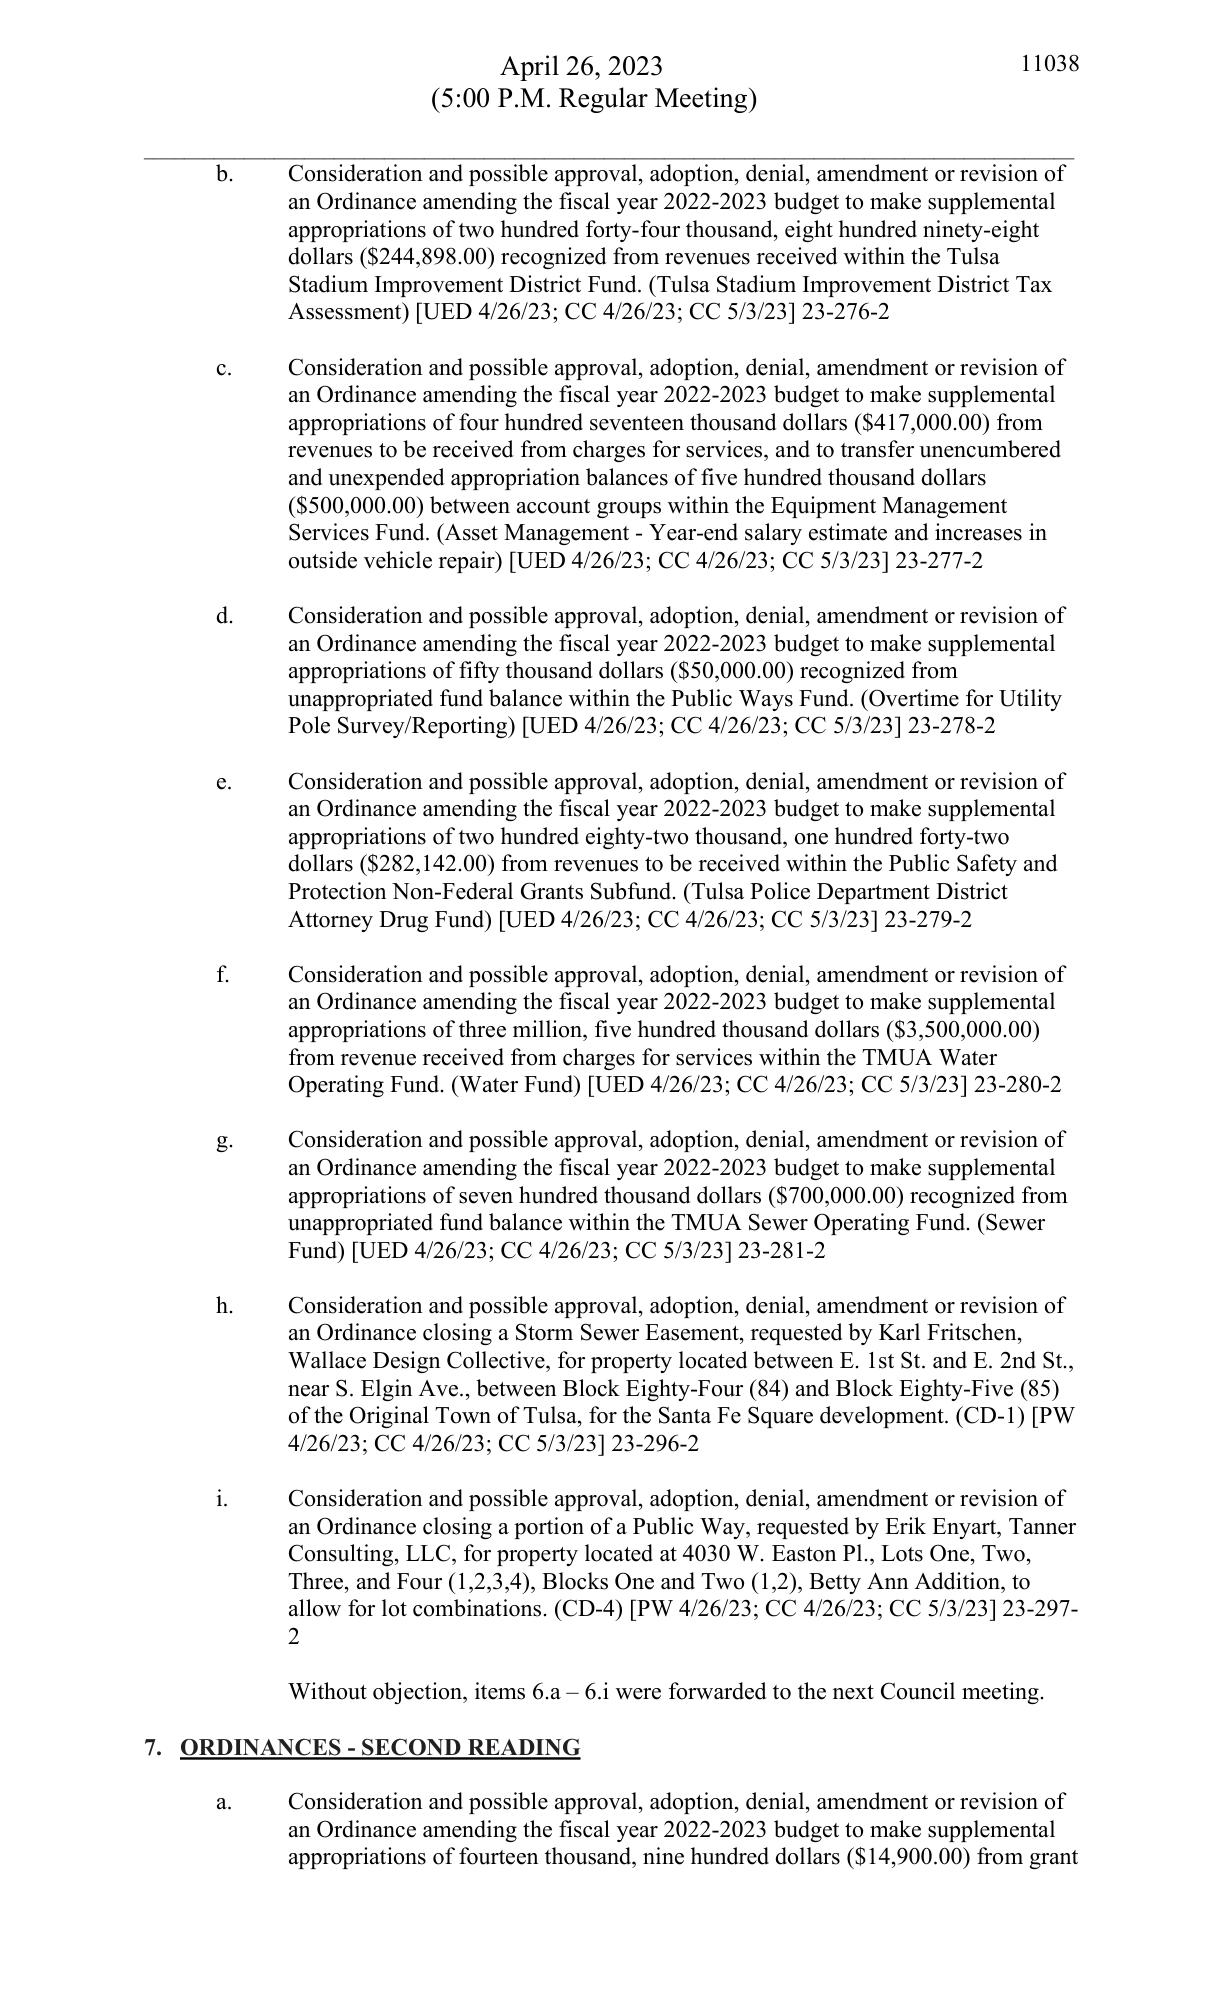 April 26, 2023
11038
(5:00 P.M. Regular Meeting)
b. Consideration and possible approval, adoption, denial, amendment or revision of
an Ordinance amending the fiscal year 2022-2023 budget to make supplemental
appropriations of two hundred forty-four thousand, eight hundred ninety-eight
dollars ($244,898.00) recognized from revenues received within the Tulsa
Stadium Improvement District Fund. (Tulsa Stadium Improvement District Tax
Assessment) [UED 4/26/23; CC 4/26/23; CC 5/3/23] 23-276-2
c. Consideration and possible approval, adoption, denial, amendment or revision of
an Ordinance amending the fiscal year 2022-2023 budget to make supplemental
appropriations of four hundred seventeen thousand dollars ($417,000.00) from
revenues to be received from charges for services, and to transfer unencumbered
and unexpended appropriation balances of five hundred thousand dollars
($500,000.00) between account groups within the Equipment Management
Services Fund. (Asset Management - Year-end salary estimate and increases in
outside vehicle repair) [UED 4/26/23; CC 4/26/23; CC 5/3/23] 23-277-2
d. Consideration and possible approval, adoption, denial, amendment or revision of
an Ordinance amending the fiscal year 2022-2023 budget to make supplemental
appropriations of fifty thousand dollars ($50,000.00) recognized from
unappropriated fund balance within the Public Ways Fund. (Overtime for Utility
Pole Survey/Reporting) [UED 4/26/23; CC 4/26/23; CC 5/3/23] 23-278-2
e. Consideration and possible approval, adoption, denial, amendment or revision of
an Ordinance amending the fiscal year 2022-2023 budget to make supplemental
appropriations of two hundred eighty-two thousand, one hundred forty-two
dollars ($282,142.00) from revenues to be received within the Public Safety and
Protection Non-Federal Grants Subfund. (Tulsa Police Department District
Attorney Drug Fund) [UED 4/26/23; CC 4/26/23; CC 5/3/23] 23-279-2
f. Consideration and possible approval, adoption, denial, amendment or revision of
an Ordinance amending the fiscal year 2022-2023 budget to make supplemental
appropriations of three million, five hundred thousand dollars ($3,500,000.00)
from revenue received from charges for services within the TMUA Water
Operating Fund. (Water Fund) [UED 4/26/23; CC 4/26/23; CC 5/3/23] 23-280-2
g. Consideration and possible approval, adoption, denial, amendment or revision of
an Ordinance amending the fiscal year 2022-2023 budget to make supplemental
appropriations of seven hundred thousand dollars ($700,000.00) recognized from
unappropriated fund balance within the TMUA Sewer Operating Fund. (Sewer
Fund) [UED 4/26/23; CC 4/26/23; CC 5/3/23] 23-281-2
h. Consideration and possible approval, adoption, denial, amendment or revision of
an Ordinance closing a Storm Sewer Easement, requested by Karl Fritschen,
Wallace Design Collective, for property located between E. 1st St. and E. 2nd St.,
near S. Elgin Ave., between Block Eighty-Four (84) and Block Eighty-Five (85)
of the Original Town of Tulsa, for the Santa Fe Square development. (CD-1) [PW
4/26/23; CC 4/26/23; CC 5/3/23] 23-296-2
i. Consideration and possible approval, adoption, denial, amendment or revision of
an Ordinance closing a portion of a Public Way, requested by Erik Enyart, Tanner
Consulting, LLC, for property located at 4030 W. Easton Pl., Lots One, Two,
Three, and Four (1,2,3,4), Blocks One and Two (1,2), Betty Ann Addition, to
allow for lot combinations. (CD-4) [PW 4/26/23; CC 4/26/23; CC 5/3/23] 23-297-
2
Without objection, items 6.a – 6.i were forwarded to the next Council meeting.
7. ORDINANCES - SECOND READING
a. Consideration and possible approval, adoption, denial, amendment or revision of
an Ordinance amending the fiscal year 2022-2023 budget to make supplemental
appropriations of fourteen thousand, nine hundred dollars ($14,900.00) from grant